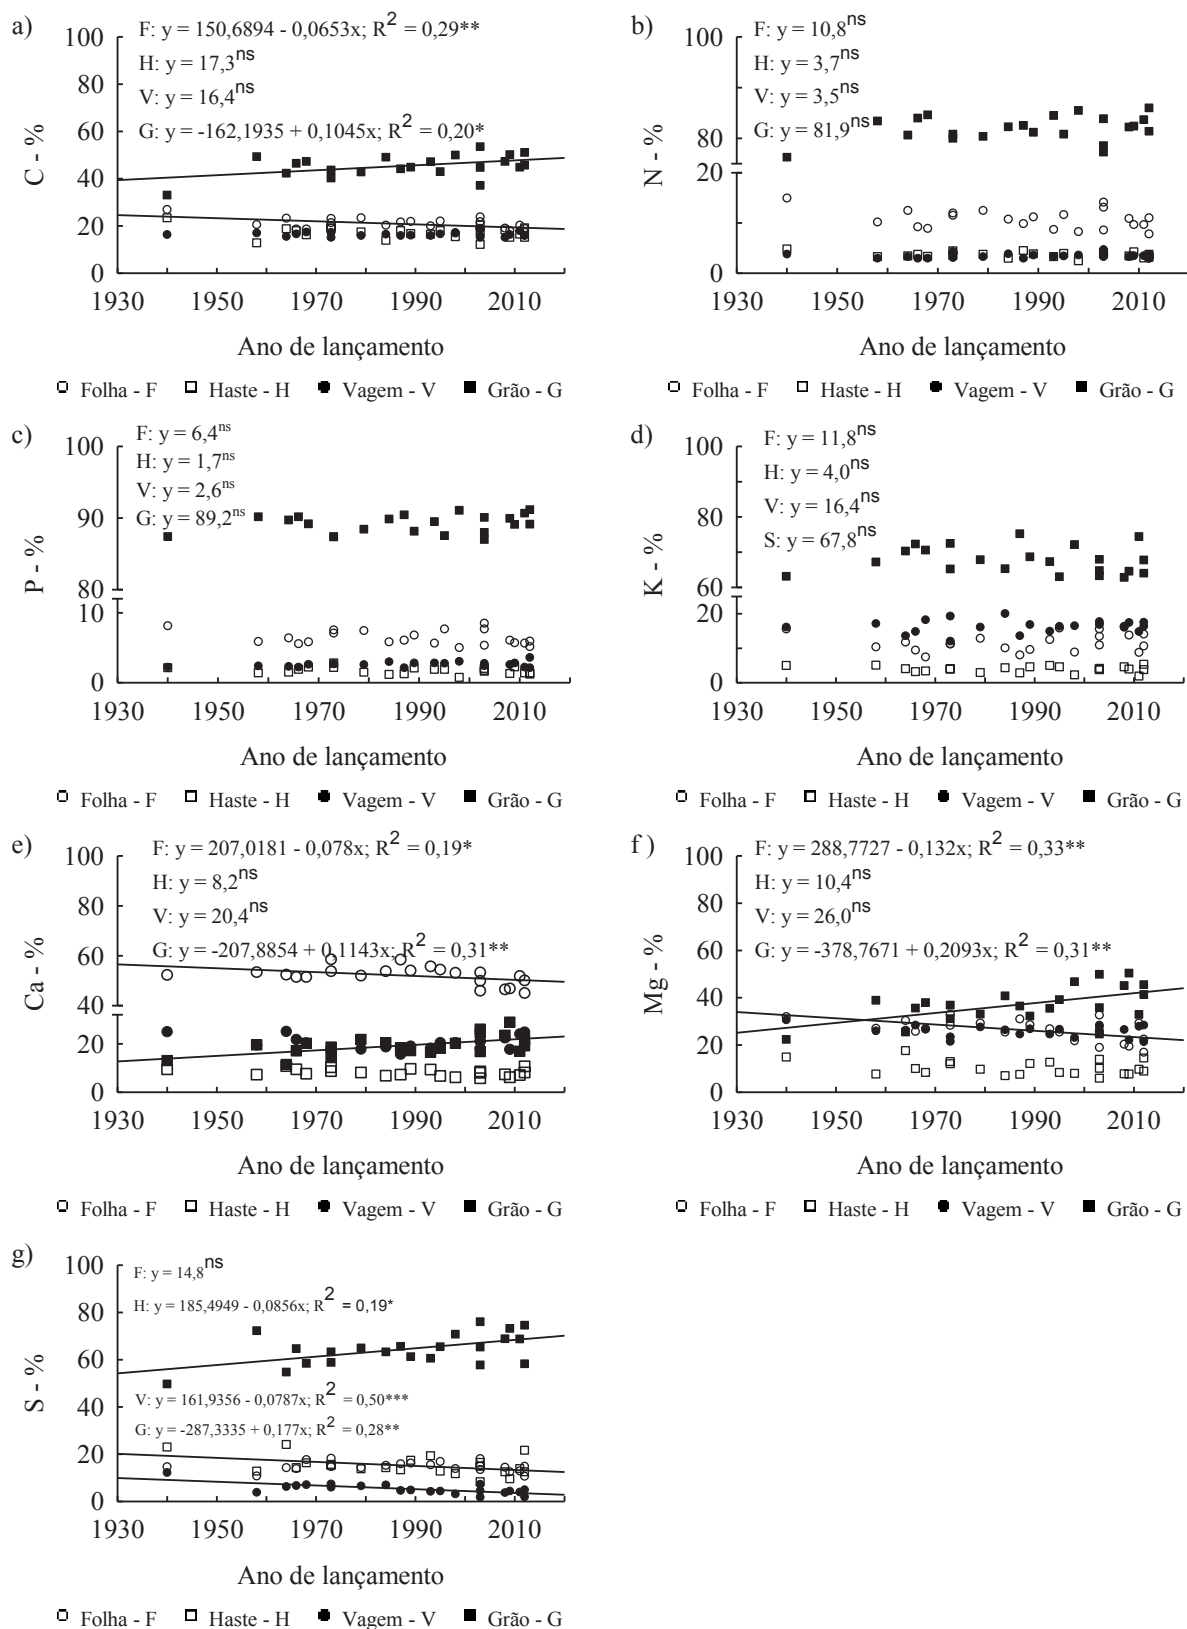 a)
F: y = 150,6894 - 0,0653x; R2 = 0,29**
H: y = 17,3ns
V: y = 16,4ns
G: y = -162,1935 + 0,1045x; R2 = 0,20*
C - %
100
80
60
40
20
0
1930 1950 1970 1990 2010
Ano de lançamento
Folha - F Haste - H Vagem - V Grão - G
b)
F: y = 10,8ns
H: y = 3,7ns
V: y = 3,5ns
G: y = 81,9ns
N - %
100
80
20
0
1930 1950 1970 1990 2010
Ano de lançamento
Folha - F Haste - H Vagem - V Grão - G
c)
F: y = 6,4ns
H: y = 1,7ns
V: y = 2,6ns
G: y = 89,2ns
P - %
100
90
80
10
0
1930 1950 1970 1990 2010
Ano de lançamento
Folha - F Haste - H Vagem - V Grão - G
d)
F: y = 11,8ns
H: y = 4,0ns
V: y = 16,4ns
S: y = 67,8ns
K - %
100
80
60
20
0
1930 1950 1970 1990 2010
Ano de lançamento
Folha - F Haste - H Vagem - V Grão - G
e)
F: y = 207,0181 - 0,078x; R2 = 0,19*
H: y = 8,2ns
V: y = 20,4ns
G: y = -207,8854 + 0,1143x; R2 = 0,31**
Ca - %
100
80
60
40
20
0
1930 1950 1970 1990 2010
Ano de lançamento
Folha - F Haste - H Vagem - V Grão - G
f )
F: y = 288,7727 - 0,132x; R2 = 0,33**
H: y = 10,4ns
V: y = 26,0ns
G: y = -378,7671 + 0,2093x; R2 = 0,31**
Mg - %
100
80
60
40
20
0
1930 1950 1970 1990 2010
Ano de lançamento
Folha - F Haste - H Vagem - V Grão - G
g)
F: y = 14,8ns
H: y = 185,4949 - 0,0856x; R2 = 0,19*
V: y = 161,9356 - 0,0787x; R2 = 0,50***
G: y = -287,3335 + 0,177x; R2 = 0,28**
S - %
100
80
60
40
20
0
1930 1950 1970 1990 2010
Ano de lançamento
Folha - F Haste - H Vagem - V Grão - G